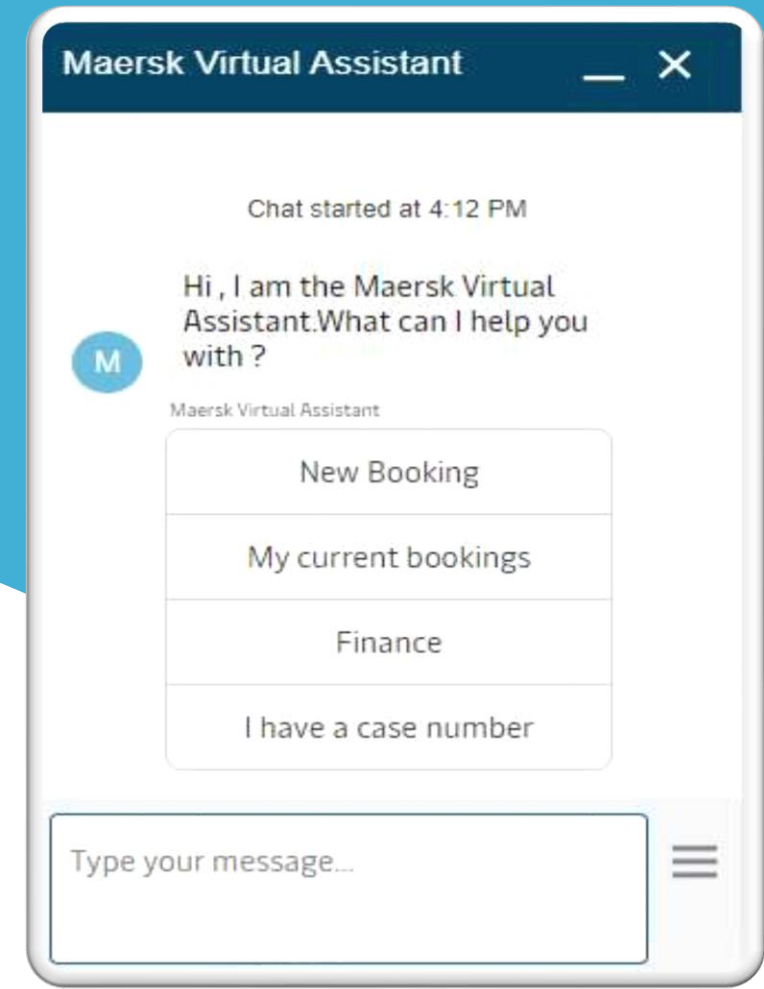 Maersk Virtual Assistant
Chat started at 4:12 PM
Hi , I am the Maersk Virtual
Assistant.What can I help you
with ?
M
Maersk Virtual Assistant
New Booking
My current bookings
Finance
I have a case number
Type your message...